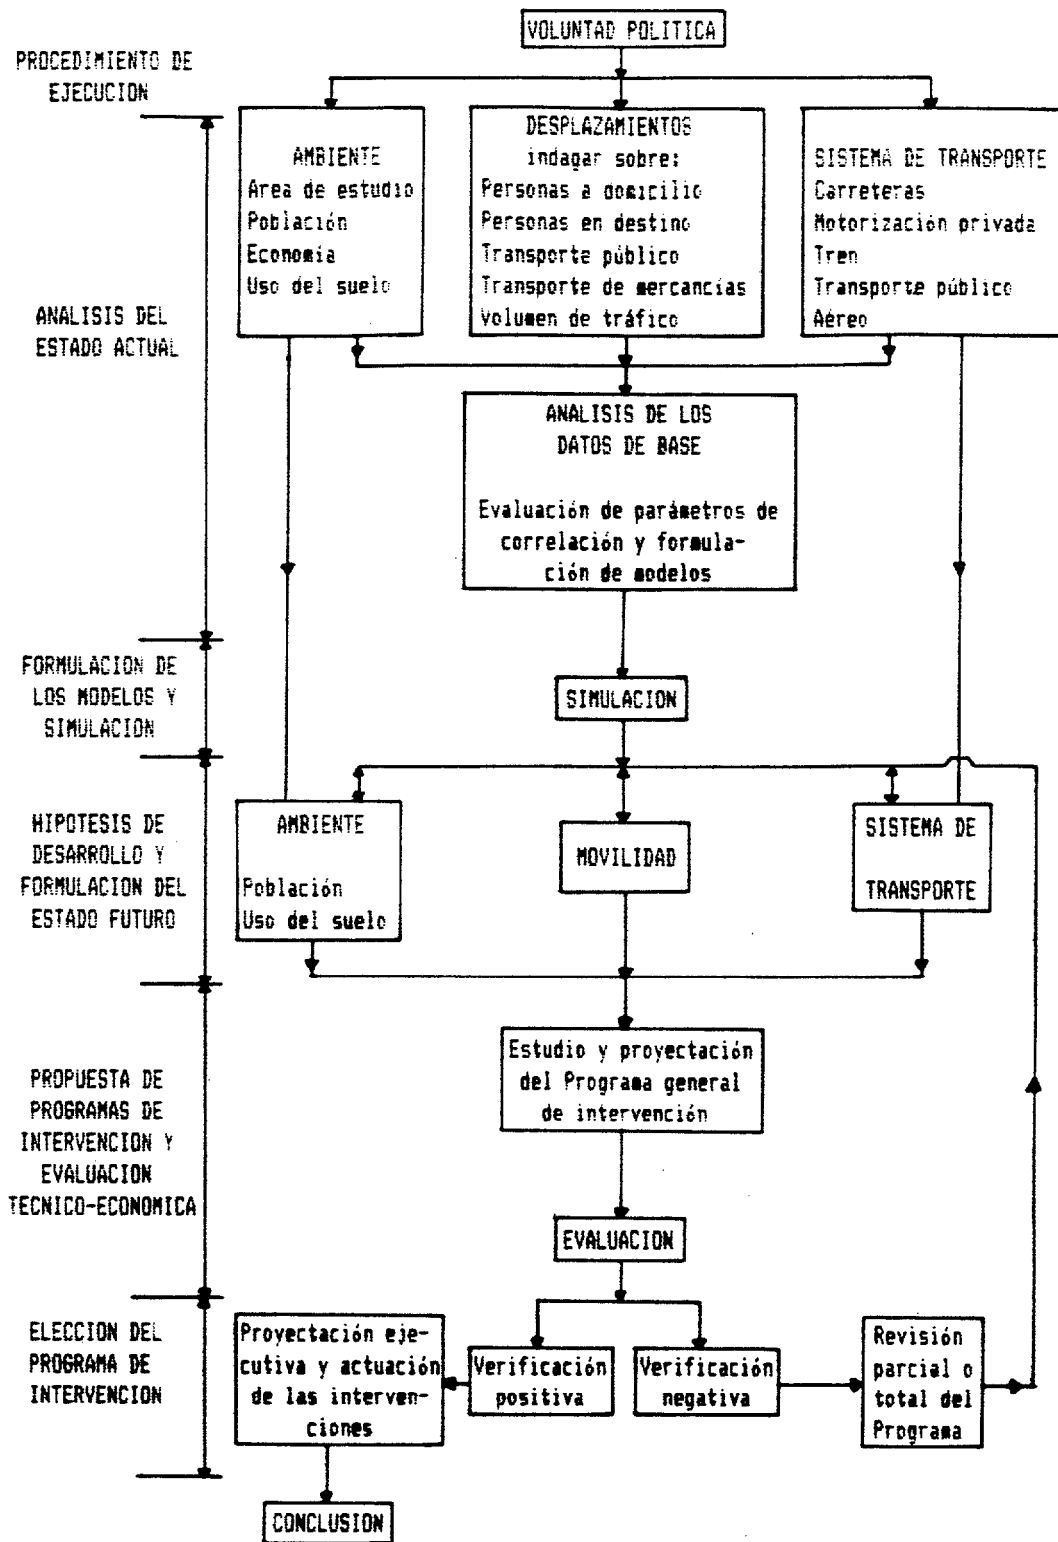 VOLUNTAD POLITICA
PROCEDIMIENTO DE
EJECUCION
AMBIENTE
Area de estudio
Población
Economía
Uso del suelo
DESPLAZAMIENTOS
indagar sobre:
Personas a domicilio
Personas en destino
Transporte público
Transporte de mercancías
Volumen de tráfico
SISTEMA DE TRANSPORTE
Carreteras
Motorización privada
Tren
Transporte público
Aéreo
ANALISIS DEL
ESTADO ACTUAL
ANALISIS DE LOS
DATOS DE BASE
Evaluación de parámetros de
correlación y formula-
ción de modelos
FORMULACION DE
LOS MODELOS Y
SIMULACION
SIMULACION
HIPOTESIS DE
DESARROLLO Y
FORMULACION DEL
ESTADO FUTURO
AMBIENTE
Población
Uso del suelo
MOVILIDAD
SISTEMA DE
TRANSPORTE
PROPUESTA DE
PROGRAMAS DE
INTERVENCION Y
EVALUACION
TECNICO-ECONOMICA
Estudio y proyectación
del Programa general
de intervención
EVALUACION
ELECCION DEL
PROGRAMA DE
INTERVENCION
Proyectación eje-
cutiva y actuación
de las interven-
ciones
Verificación
positiva
Verificación
negativa
Revisión
parcial o
total del
Programa
CONCLUSION